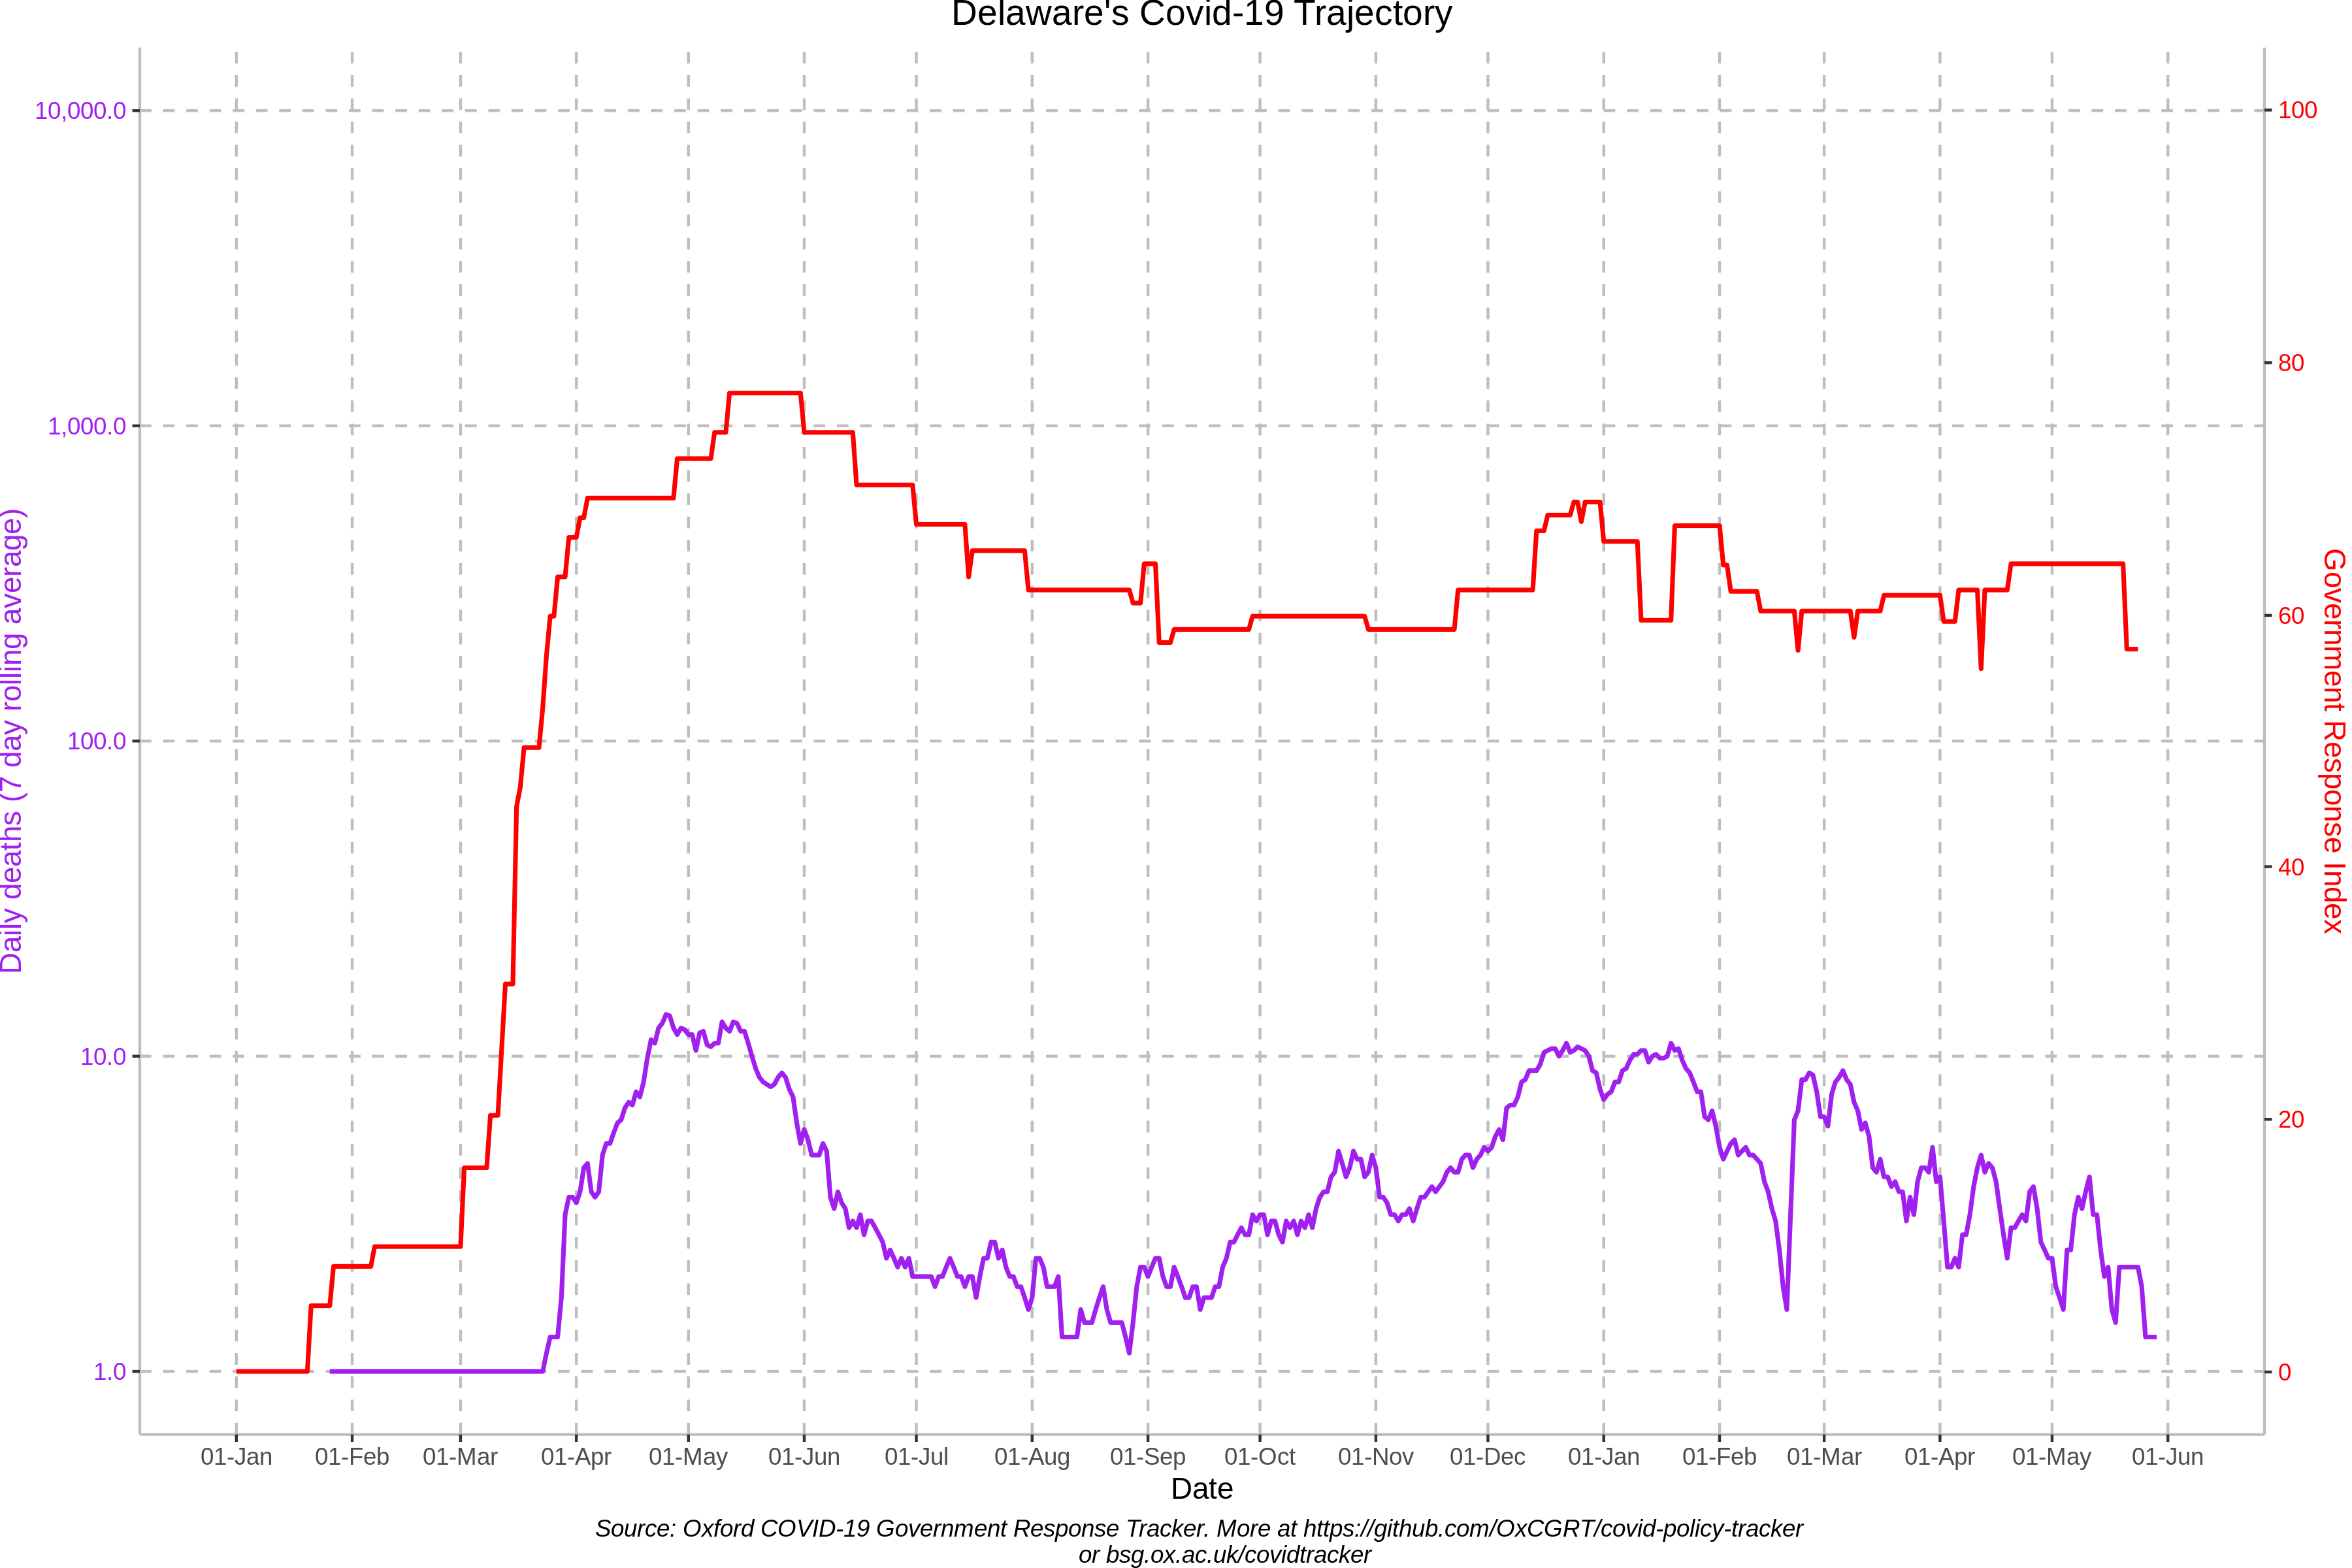 Delaware's Covid-19 Trajectory
10,000.0
1,000.0
100.0
10.0
1.0
Daily deaths (7 day rolling average)
100
80
60
40
20
0
Government Response Index
01-Jan 01-Feb 01-Mar 01-Apr 01-May 01-Jun 01-Jul 01-Aug 01-Sep 01-Oct 01-Nov 01-Dec 01-Jan 01-Feb 01-Mar 01-Apr 01-May 01-Jun
Date
Source: Oxford COVID-19 Government Response Tracker. More at https://github.com/OxCGRT/covid-policy-tracker
or bsg.ox.ac.uk/covidtracker